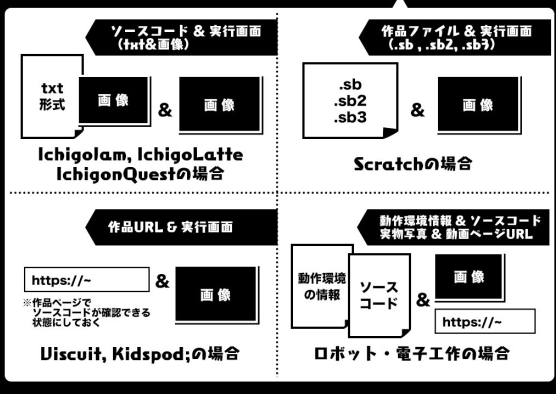 ソースコード & 実行画面
（txt&画像）
txt
形式
画像
&
画像
IchigoJam, IchigoLatte
IchigonQuestの場合
作品ファイル & 実行画面
（.sb , .sb2, .sb3）
.sb
.sb2
.sb3
&
画像
Scratchの場合
作品URL & 実行画面
https://~
&
画像
※作品ページで
ソースコードが確認できる
状態にしておく
Viscuit, Kidspod;の場合
動作環境情報 & ソースコード
実物写真 & 動画ページURL
動作環境
の情報
ソース
コード
&
画像
https://~
ロボット・電子工作の場合